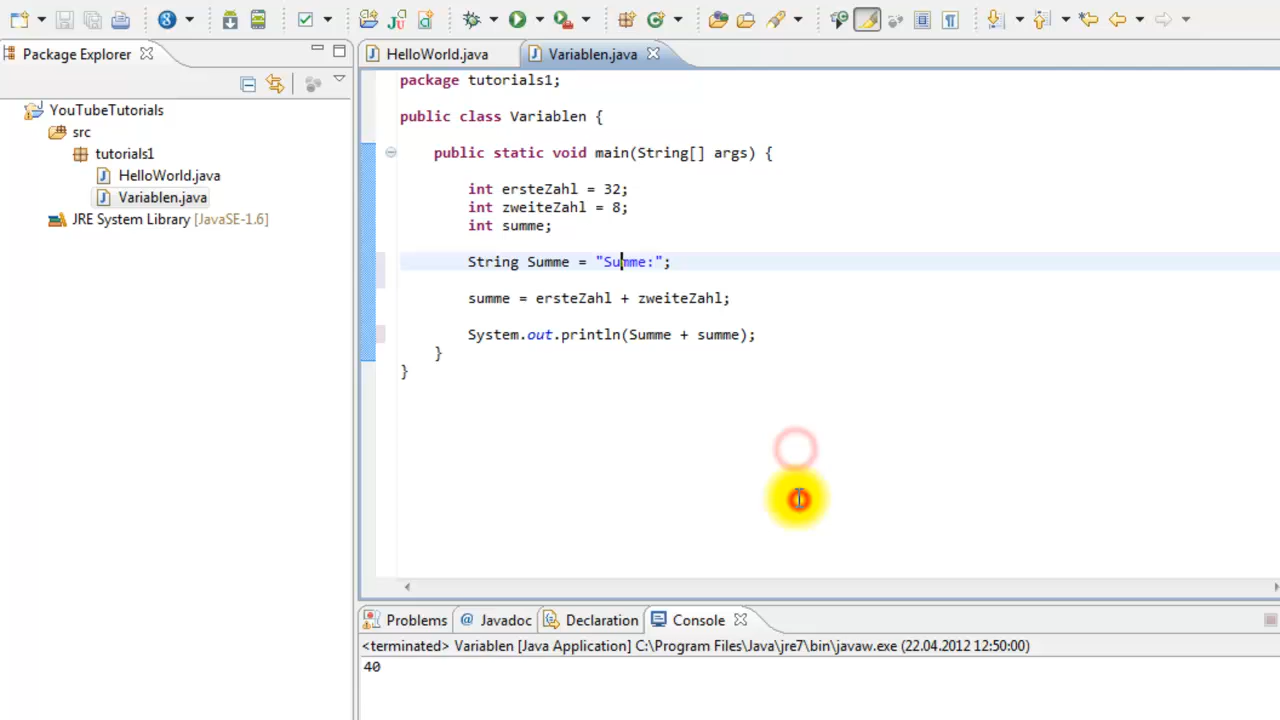 Package Explorer
HelloWorld.java
Variablen.java
YouTubeTutorials
src
tutorials1
HelloWorld.java
Variablen.java
JRE System Library [JavaSE-1.6]
package tutorials1;
public class Variablen {
public static void main(String[] args) {
int ersteZahl = 32;
int zweiteZahl = 8;
int summe;
String Summe = "Summe:";
summe = ersteZahl + zweiteZahl;
System.out.println(Summe + summe);
}
}
Problems
@ Javadoc
Declaration
Console
<terminated> Variablen [Java Application] C:\Program Files\Java\jre7\bin\javaw.exe (22.04.2012 12:50:00)
40